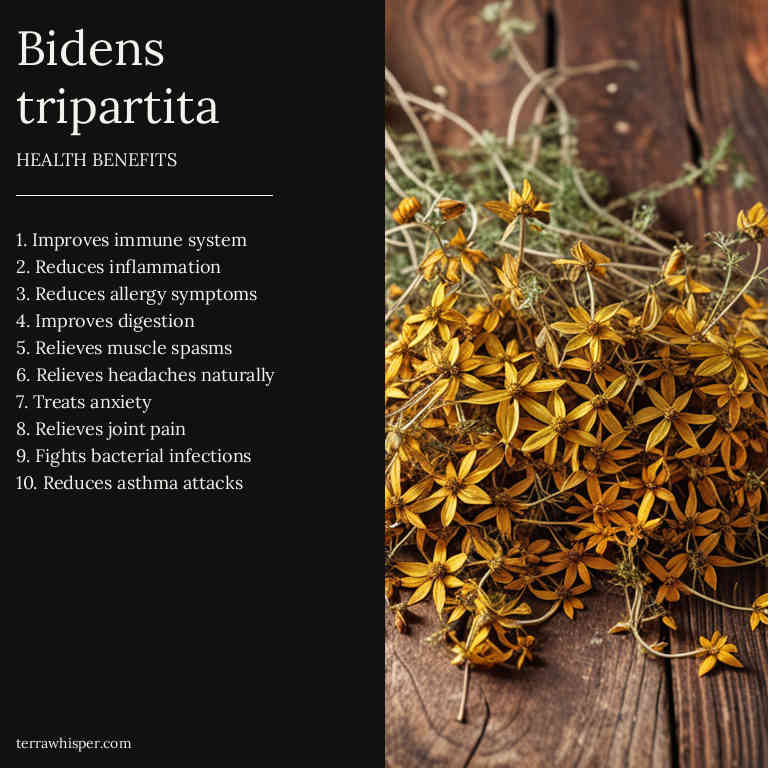 Bidens
tripartita
HEALTH BENEFITS
1. Improves immune system
2. Reduces inflammation
3. Reduces allergy symptoms
4. Improves digestion
5. Relieves muscle spasms
6. Relieves headaches naturally
7. Treats anxiety
8. Relieves joint pain
9. Fights bacterial infections
10. Reduces asthma attacks
terrawhisper.com